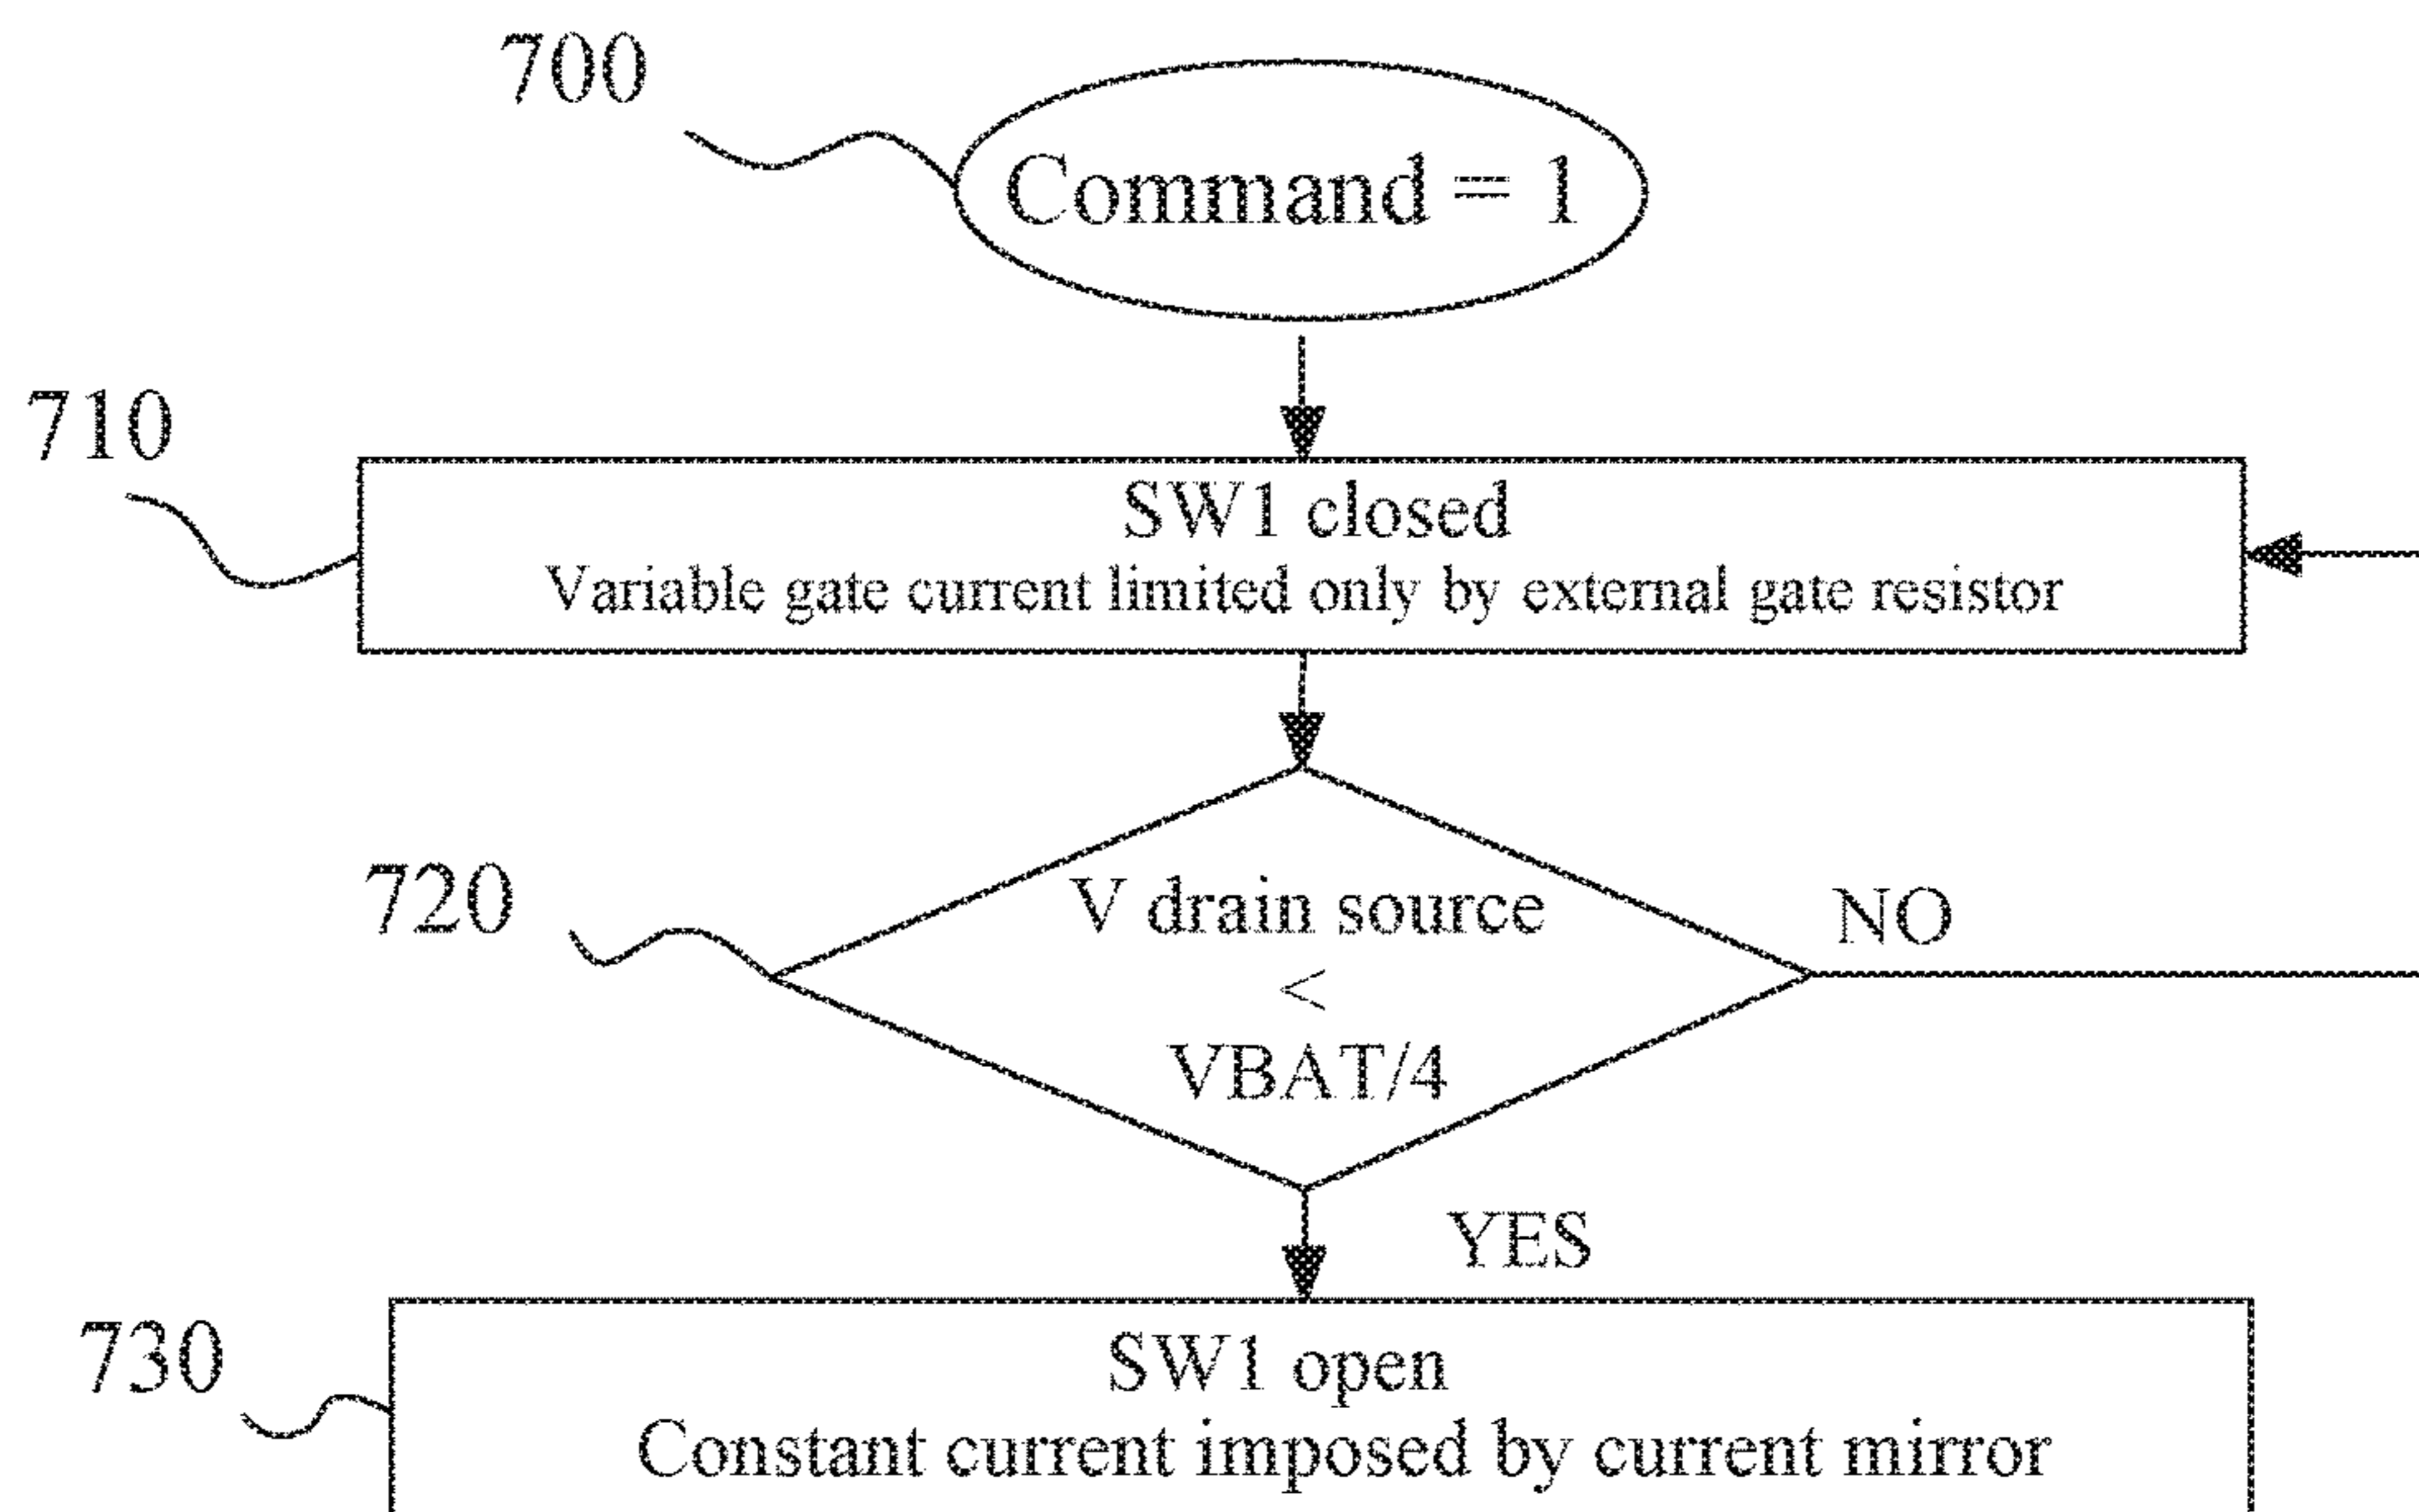 700
Command = 1
710
SW1 closed
Variable gate current limited only by external gate resistor
720
V drain source
<
VBAT/4
NO
YES
730
SW1 open
Constant current imposed by current mirror